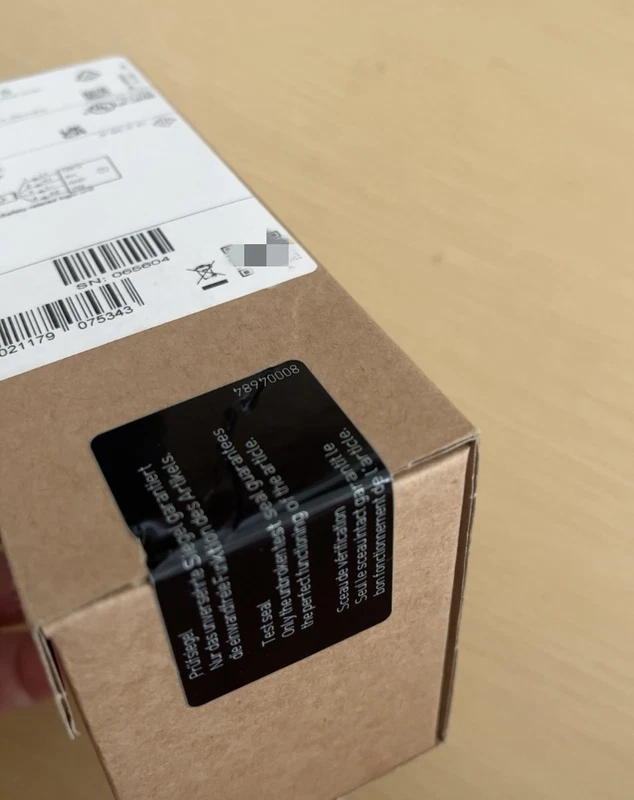 SN: 065604
021179 075343
80004684
Prüfsiegel
Nur das unversehrte Siegel garantiert
die einwandfreie Funktion des Artikels.
Test seal
Only the unbroken test seal guarantees
the perfect functioning of the article.
Sceau de vérification
Seul le sceau intact garantit le
bon fonctionnement de l'article.